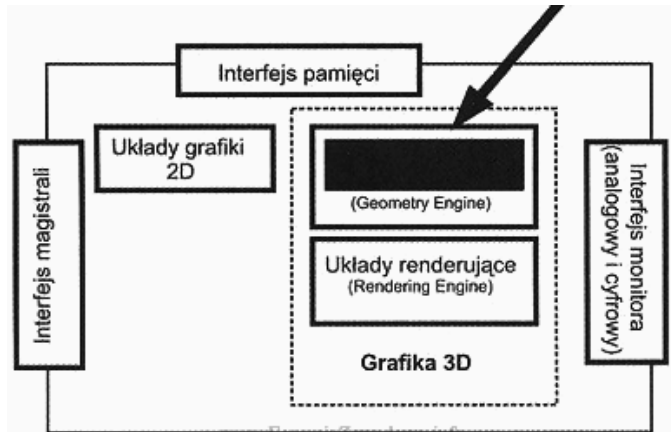 Interfejs pamięci
Układy grafiki
2D
(Geometry Engine)
Układy renderujące
(Rendering Engine)
Grafika 3D
Interfejs magistrali
Interfejs monitora
(analogowy i cyfrowy)